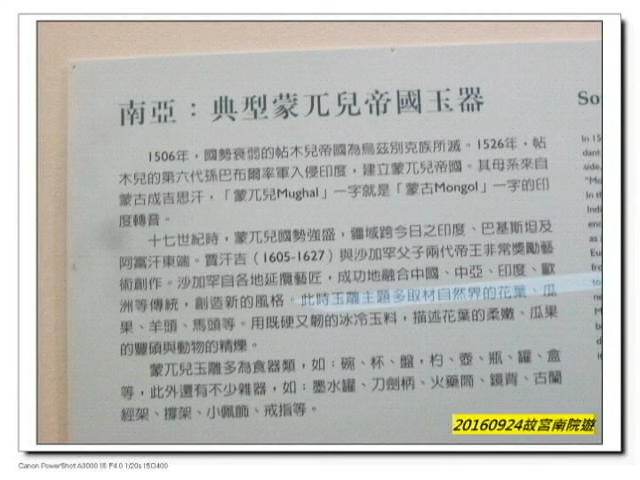 南亞：典型蒙兀兒帝國玉器
So
1506年，國勢衰弱的帖木兒帝國為烏茲別克族所滅。1526年，帖
木兒的第六代孫巴布爾率軍入侵印度，建立蒙兀兒帝國。其母系來自
蒙古成吉思汗，「蒙兀兒Mughal」一字就是「蒙古Mongol」一字的印
度轉音。
十七世紀時，蒙兀兒國勢強盛，疆域跨今日之印度、巴基斯坦及
阿富汗東端。賈汗吉（1605-1627）與沙加罕父子兩代帝王非常獎勵藝
術創作。沙加罕自各地延攬藝匠，成功地融合中國、中亞、印度、歐
洲等傳統，創造新的風格。此時玉雕主題多取材自然界的花葉、瓜
果、羊頭、馬頭等。用既硬又韌的冰冷玉料，描述花葉的柔嫩、瓜果
的豐碩與動物的精爍。
蒙兀兒玉雕多為食器類，如：碗、杯、盤，杓、壺、瓶、罐、盒
等，此外還有不少雜器，如：墨水罐、刀劍柄、火藥筒、鏡背、古蘭
經架、撐架、小佩飾、戒指等。
In 15
20160924故宮南院遊
Canon PowerShot A3000 IS F4.0 1/20s ISO400